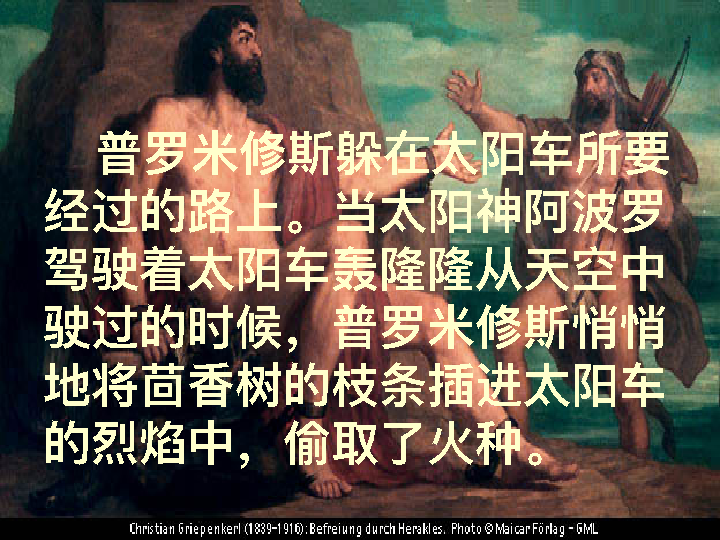 普罗米修斯躲在太阳车所要
经过的路上。当太阳神阿波罗
驾驶着太阳车轰隆隆从天空中
驶过的时候，普罗米修斯悄悄
地将茴香树的枝条插进太阳车
的烈焰中，偷取了火种。
Christian Griepenkerl (1839-1916): Befreiung durch Herakles. Photo © Maicar Förlag - GML